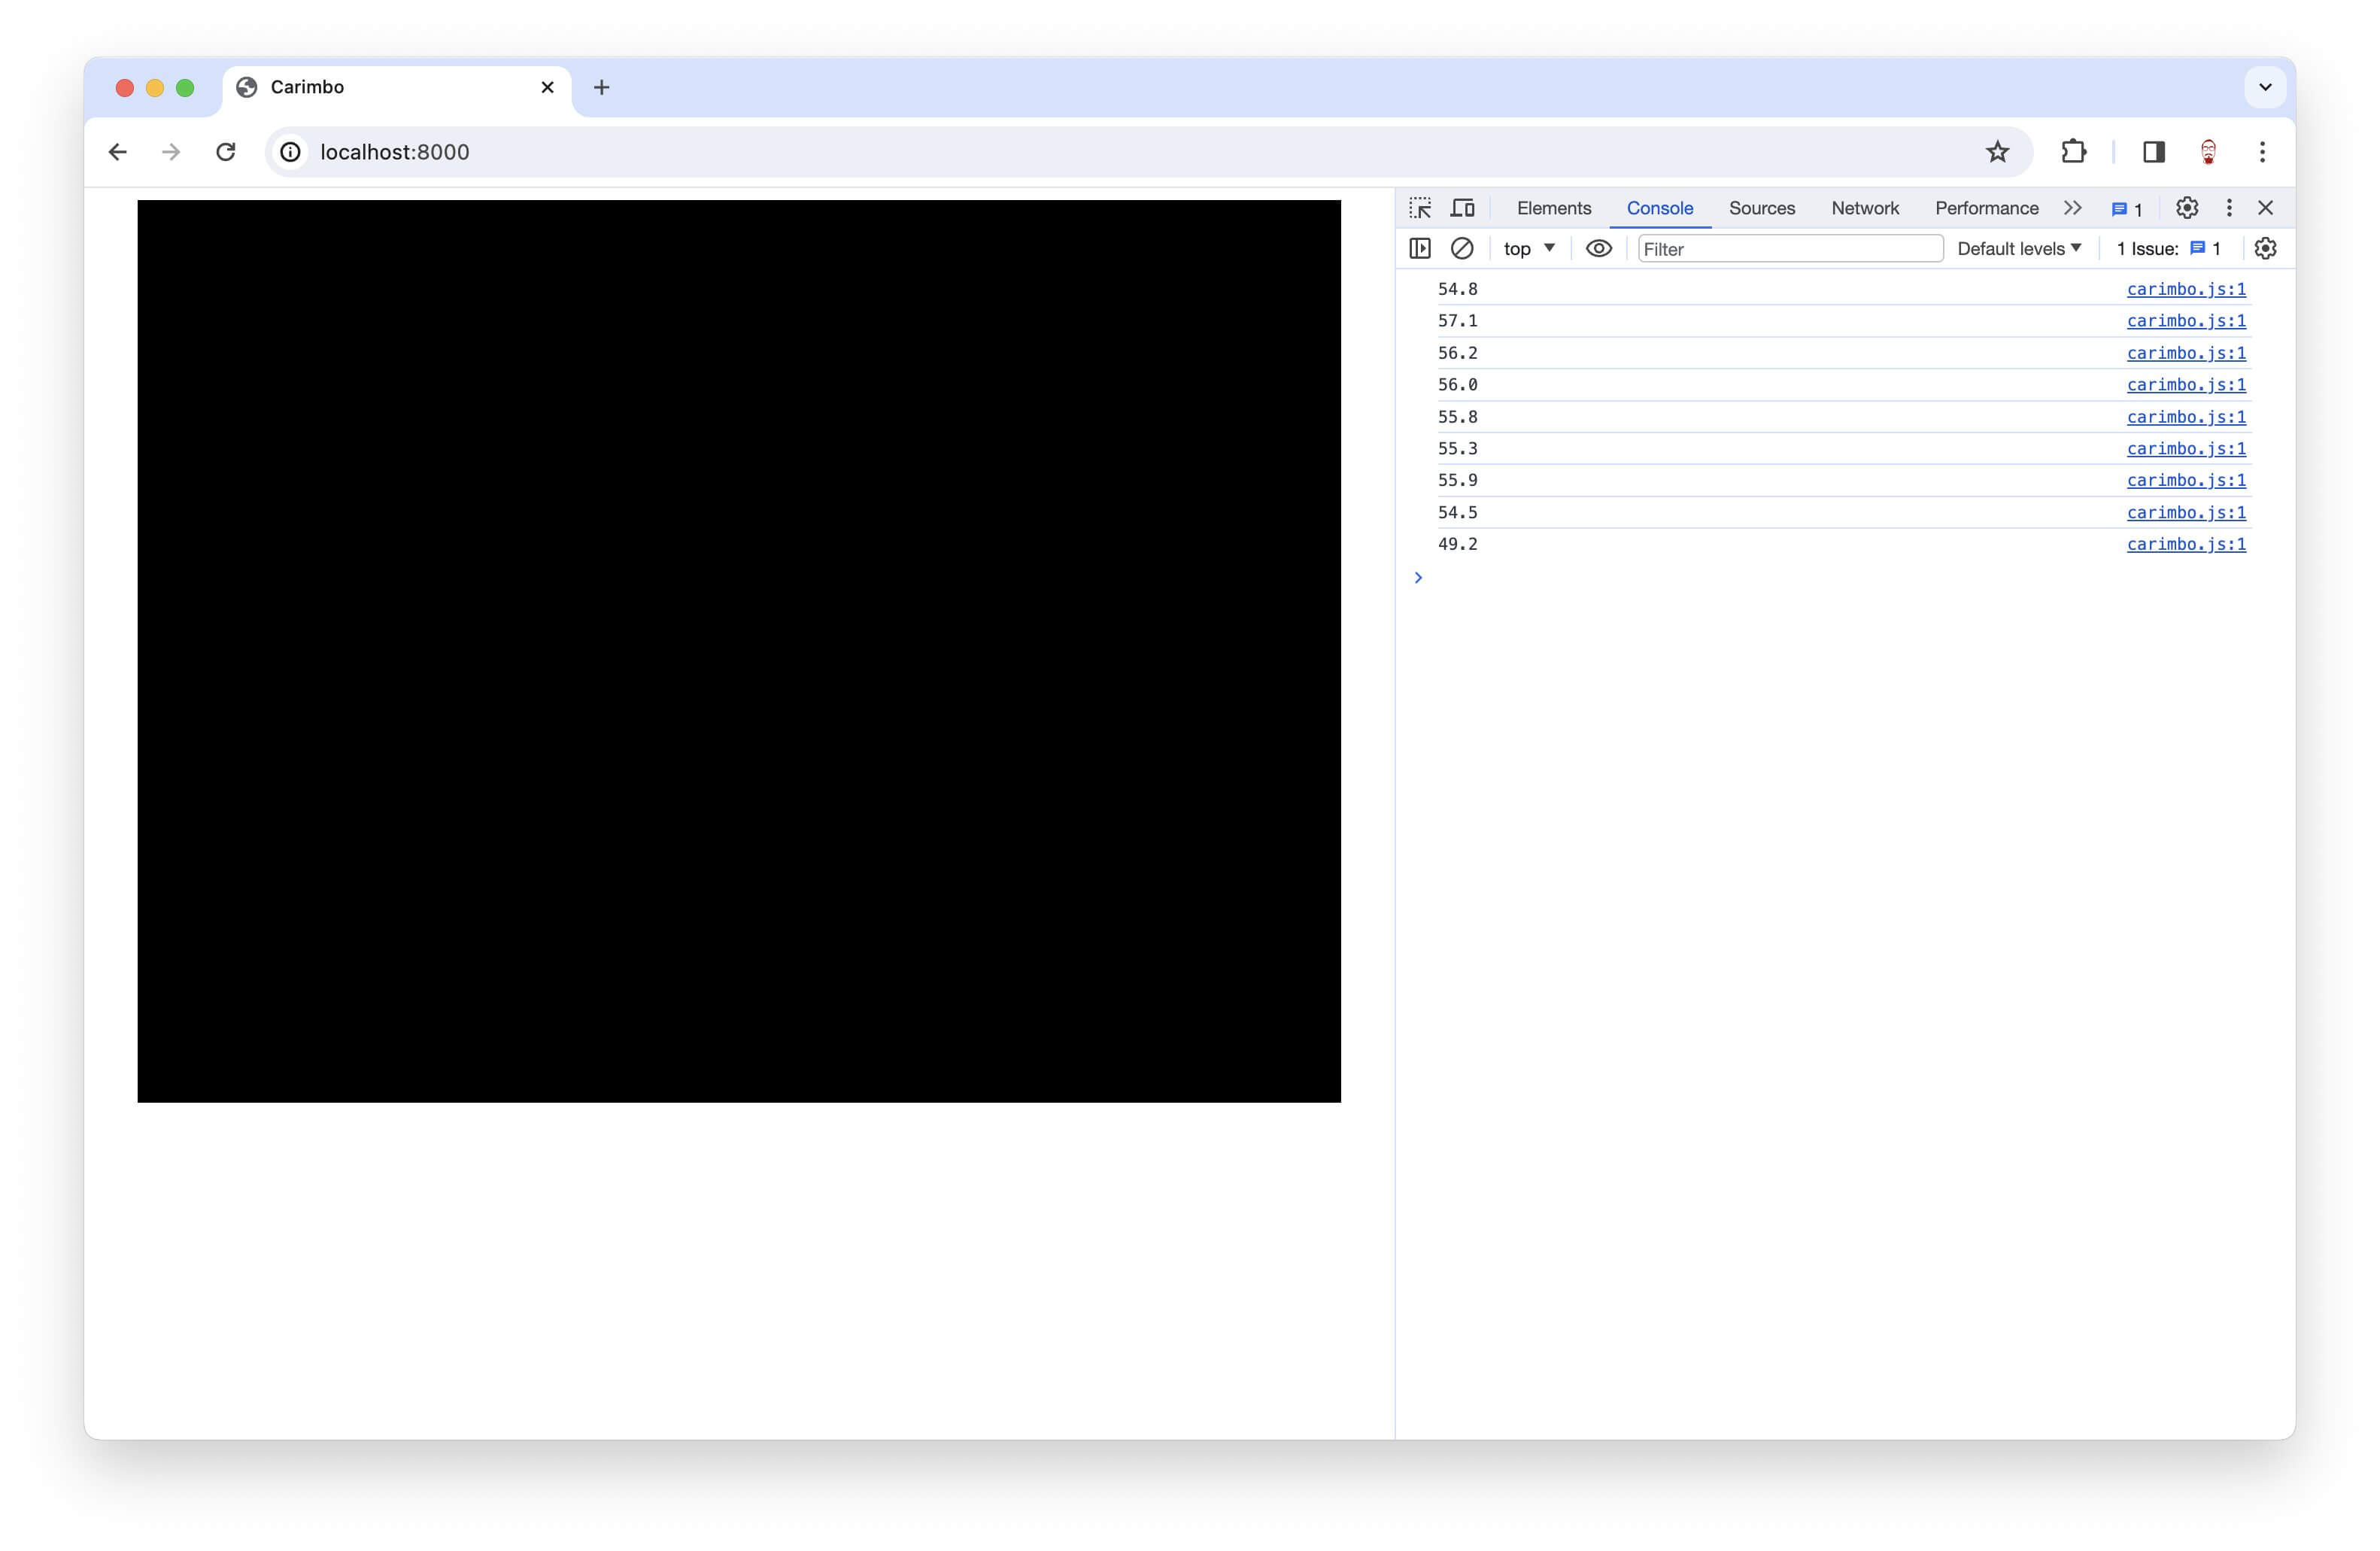 Carimbo
localhost:8000
Elements Console Sources Network Performance 1
top Filter Default levels 1 Issue: 1
54.8 carimbo.js:1
57.1 carimbo.js:1
56.2 carimbo.js:1
56.0 carimbo.js:1
55.8 carimbo.js:1
55.3 carimbo.js:1
55.9 carimbo.js:1
54.5 carimbo.js:1
49.2 carimbo.js:1